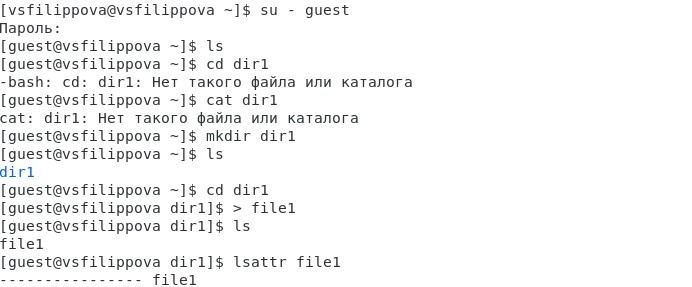 [vsfilippova@vsfilippova ~]$ su - guest
Пароль:
[guest@vsfilippova ~]$ ls
[guest@vsfilippova ~]$ cd dir1
-bash: cd: dir1: Нет такого файла или каталога
[guest@vsfilippova ~]$ cat dir1
cat: dir1: Нет такого файла или каталога
[guest@vsfilippova ~]$ mkdir dir1
[guest@vsfilippova ~]$ ls
dir1
[guest@vsfilippova ~]$ cd dir1
[guest@vsfilippova dir1]$ > file1
[guest@vsfilippova dir1]$ ls
file1
[guest@vsfilippova dir1]$ lsattr file1
---------------- file1